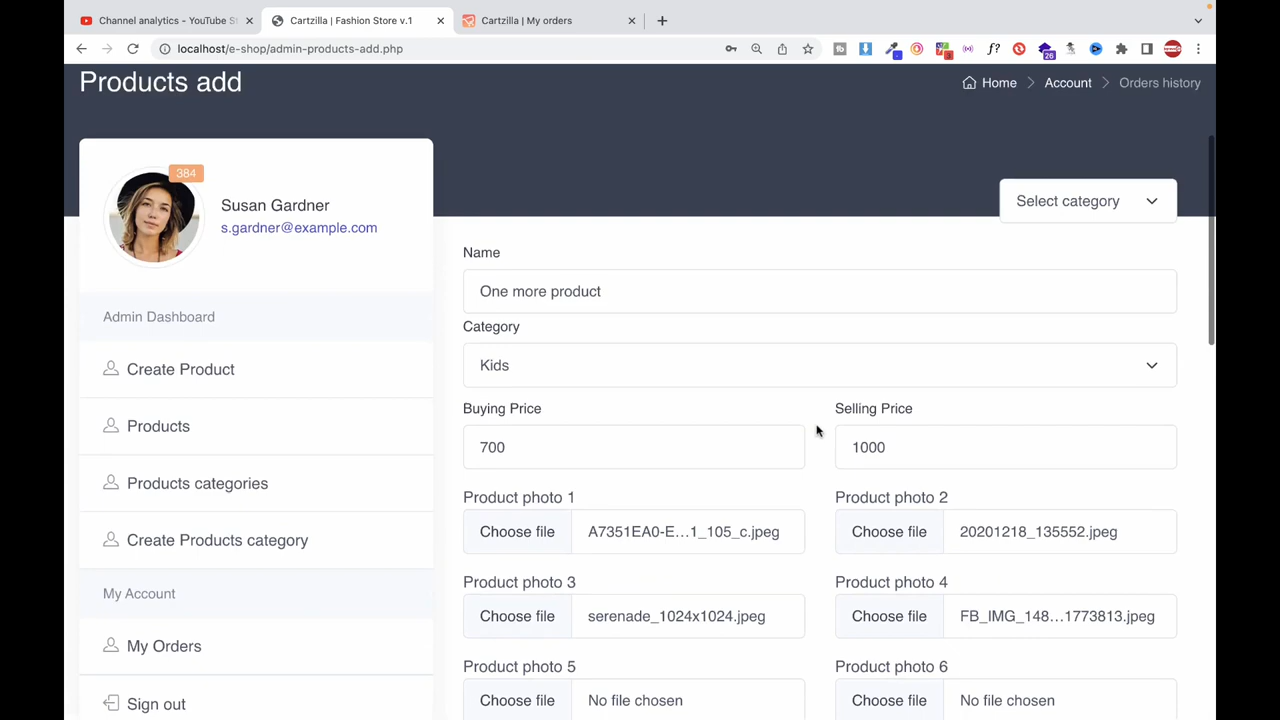 Channel analytics - YouTube S
Cartzilla | Fashion Store v.1
Cartzilla | My orders
localhost/e-shop/admin-products-add.php
26
Products add
Home
Account
Orders history
384
Susan Gardner
s.gardner@example.com
Select category
Admin Dashboard
Create Product
Products
Products categories
Create Products category
My Account
My Orders
Sign out
Name
One more product
Category
Kids
Buying Price
Selling Price
700
1000
Product photo 1
Product photo 2
Choose file
A7351EA0-E…1_105_c.jpeg
Choose file
20201218_135552.jpeg
Product photo 3
Product photo 4
Choose file
serenade_1024x1024.jpeg
Choose file
FB_IMG_148…1773813.jpeg
Product photo 5
Product photo 6
Choose file
No file chosen
Choose file
No file chosen